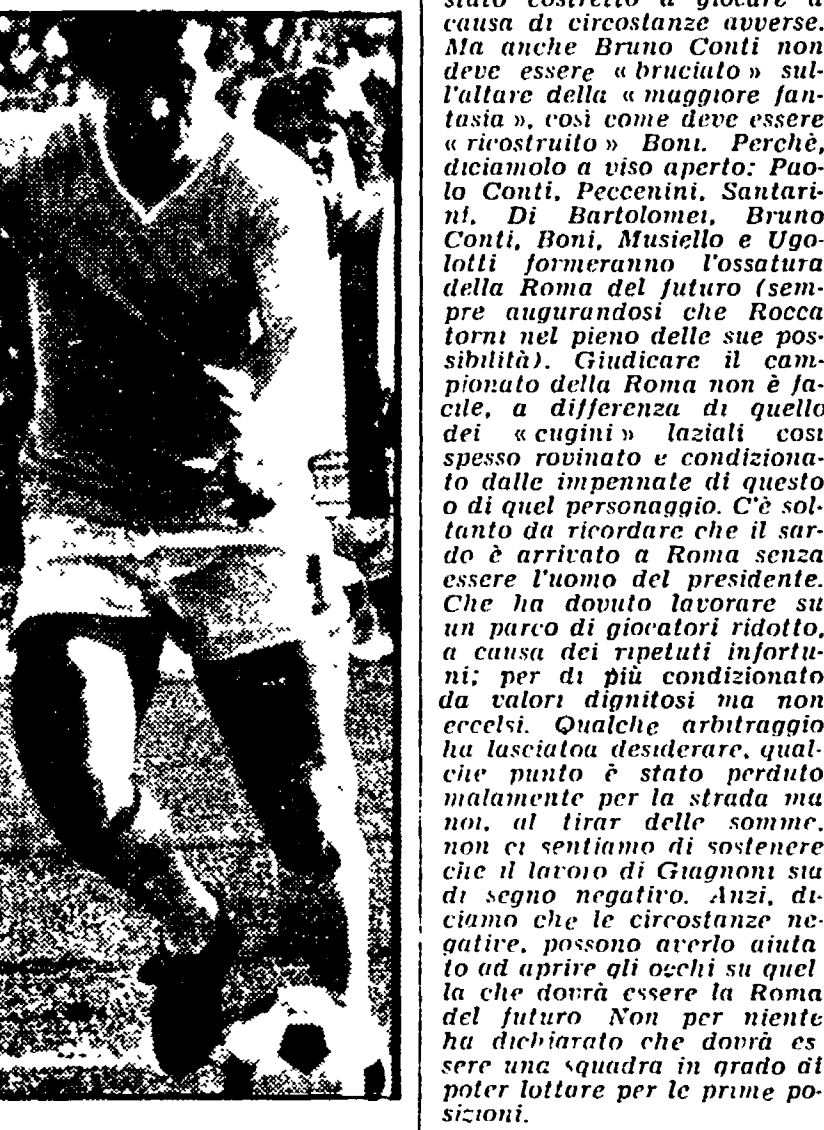 stato costretto a giocare a
causa di circostanze avverse.
Ma anche Bruno Conti non
deve essere « bruciato » sul-
l'altare della « maggiore fan-
tasia », così come deve essere
« ricostruito » Boni. Perchè,
diciamolo a viso aperto: Pao-
lo Conti, Peccenini, Santari-
ni, Di Bartolomei, Bruno
Conti, Boni, Musiello e Ugo-
lotti formeranno l'ossatura
della Roma del futuro (sem-
pre augurandosi che Rocca
torni nel pieno delle sue pos-
sibilità). Giudicare il cam-
pionato della Roma non è fa-
cile, a differenza di quello
dei « cugini » laziali così
spesso rovinato e condiziona-
to dalle impennate di questo
o di quel personaggio. C'è sol-
tanto da ricordare che il sar-
do è arrivato a Roma senza
essere l'uomo del presidente.
Che ha dovuto lavorare su
un parco di giocatori ridotto,
a causa dei ripetuti infortu-
ni; per di più condizionato
da valori dignitosi ma non
eccelsi. Qualche arbitraggio
ha lasciatoa desiderare, qual-
che punto è stato perduto
malamente per la strada ma
noi, al tirar delle somme,
non ci sentiamo di sostenere
che il lavoro di Giagnoni sia
di segno negativo. Anzi, di-
ciamo che le circostanze ne-
gative, possono averlo aiuta
to ad aprire gli occhi su quel
la che dovrà essere la Roma
del futuro Non per niente
ha dichiarato che dovrà es
sere una squadra in grado di
poter lottare per le prime po-
sizioni.